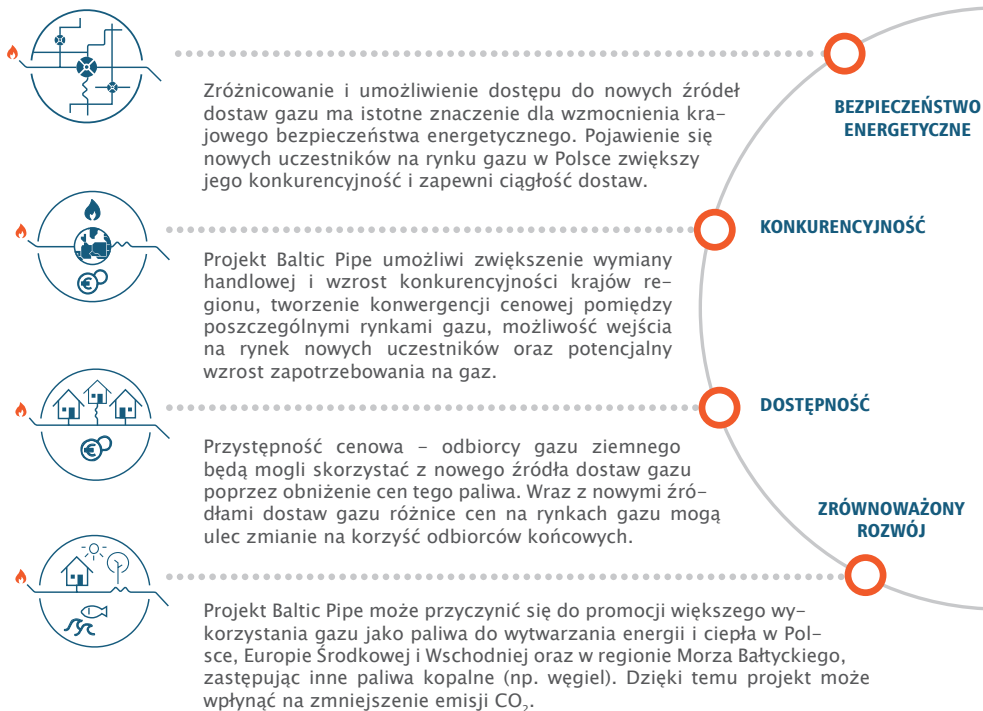 BEZPIECZEŃSTWO
ENERGETYCZNE
Zróżnicowanie i umożliwienie dostępu do nowych źródeł
dostaw gazu ma istotne znaczenie dla wzmocnienia kra-
jowego bezpieczeństwa energetycznego. Pojawienie się
nowych uczestników na rynku gazu w Polsce zwiększy
jego konkurencyjność i zapewni ciągłość dostaw.
KONKURENCYJNOŚĆ
Projekt Baltic Pipe umożliwi zwiększenie wymiany
handlowej i wzrost konkurencyjności krajów re-
gionu, tworzenie konwergencji cenowej pomiędzy
poszczególnymi rynkami gazu, możliwość wejścia
na rynek nowych uczestników oraz potencjalny
wzrost zapotrzebowania na gaz.
DOSTĘPNOŚĆ
Przystępność cenowa – odbiorcy gazu ziemnego
będą mogli skorzystać z nowego źródła dostaw gazu
poprzez obniżenie cen tego paliwa. Wraz z nowymi źró-
dłami dostaw gazu różnice cen na rynkach gazu mogą
ulec zmianie na korzyść odbiorców końcowych.
ZRÓWNOWAŻONY
ROZWÓJ
Projekt Baltic Pipe może przyczynić się do promocji większego wy-
korzystania gazu jako paliwa do wytwarzania energii i ciepła w Pol-
sce, Europie Środkowej i Wschodniej oraz w regionie Morza Bałtyckiego,
zastępując inne paliwa kopalne (np. węgiel). Dzięki temu projekt może
wpłynąć na zmniejszenie emisji CO₂.